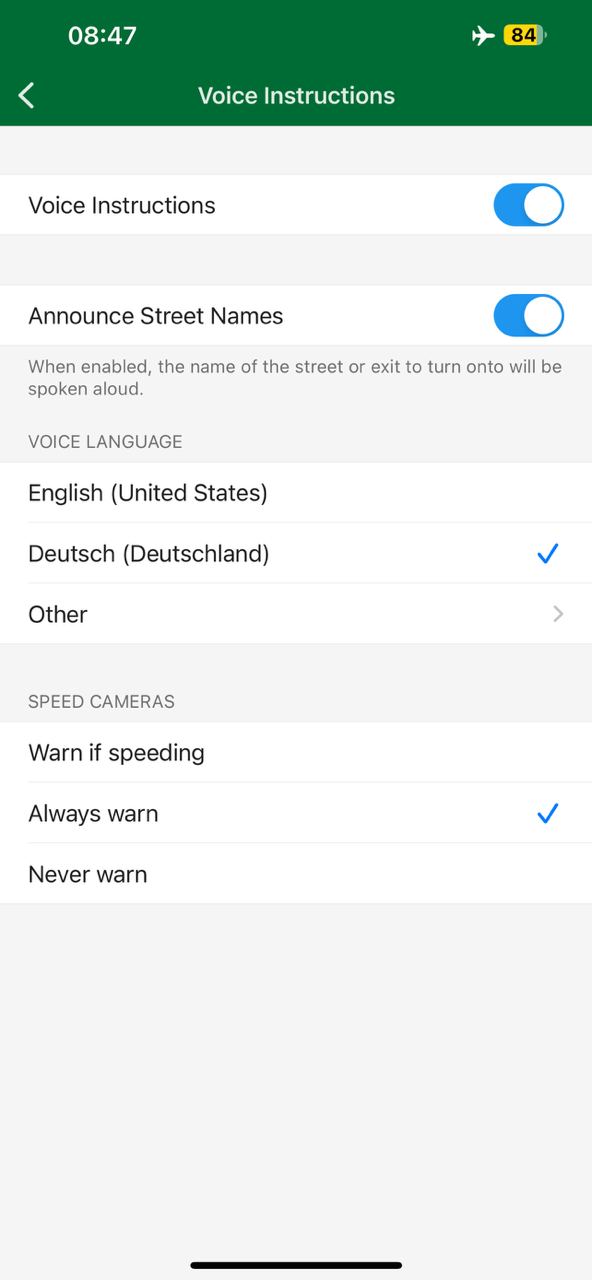 08:47
84
Voice Instructions
Voice Instructions
Announce Street Names
When enabled, the name of the street or exit to turn onto will be
spoken aloud.
VOICE LANGUAGE
English (United States)
Deutsch (Deutschland)
Other
SPEED CAMERAS
Warn if speeding
Always warn
Never warn